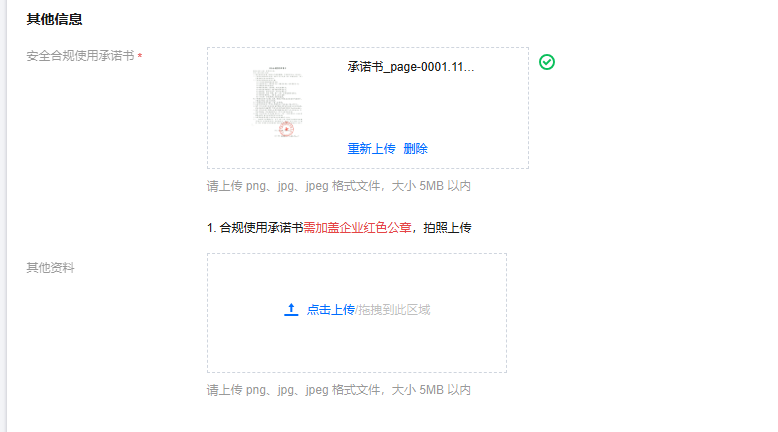 其他信息
安全合规使用承诺书 *
承诺书_page-0001.11...
重新上传 删除
请上传 png、jpg、jpeg 格式文件，大小 5MB 以内
1. 合规使用承诺书需加盖企业红色公章，拍照上传
其他资料
点击上传/拖拽到此区域
请上传 png、jpg、jpeg 格式文件，大小 5MB 以内